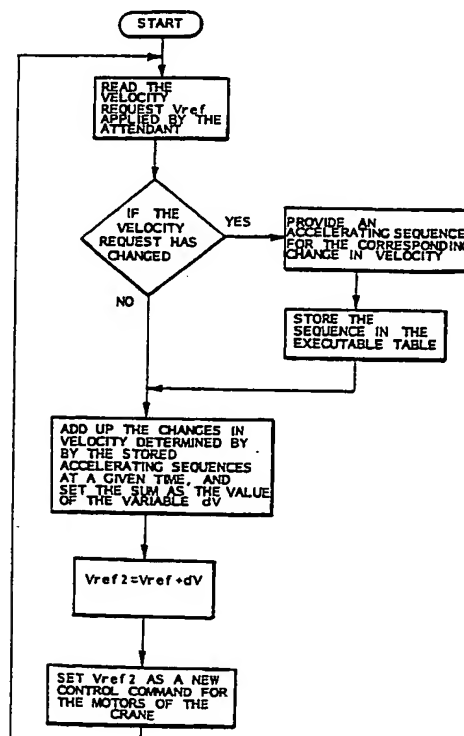 START
READ THE
VELOCITY
REQUEST Vref
APPLIED BY THE
ATTENDANT
IF THE
VELOCITY
REQUEST HAS
CHANGED
YES
PROVIDE AN
ACCELERATING SEQUENCE
FOR THE CORRESPONDING
CHANGE IN VELOCITY
NO
STORE THE
SEQUENCE IN THE
EXECUTABLE TABLE
ADD UP THE CHANGES IN
VELOCITY DETERMINED BY
BY THE STORED
ACCELERATING SEQUENCES
AT A GIVEN TIME, AND
SET THE SUM AS THE VALUE
OF THE VARIABLE dV
Vref2=Vref+dV
SET Vref2 AS A NEW
CONTROL COMMAND FOR
THE MOTORS OF THE
CRANE